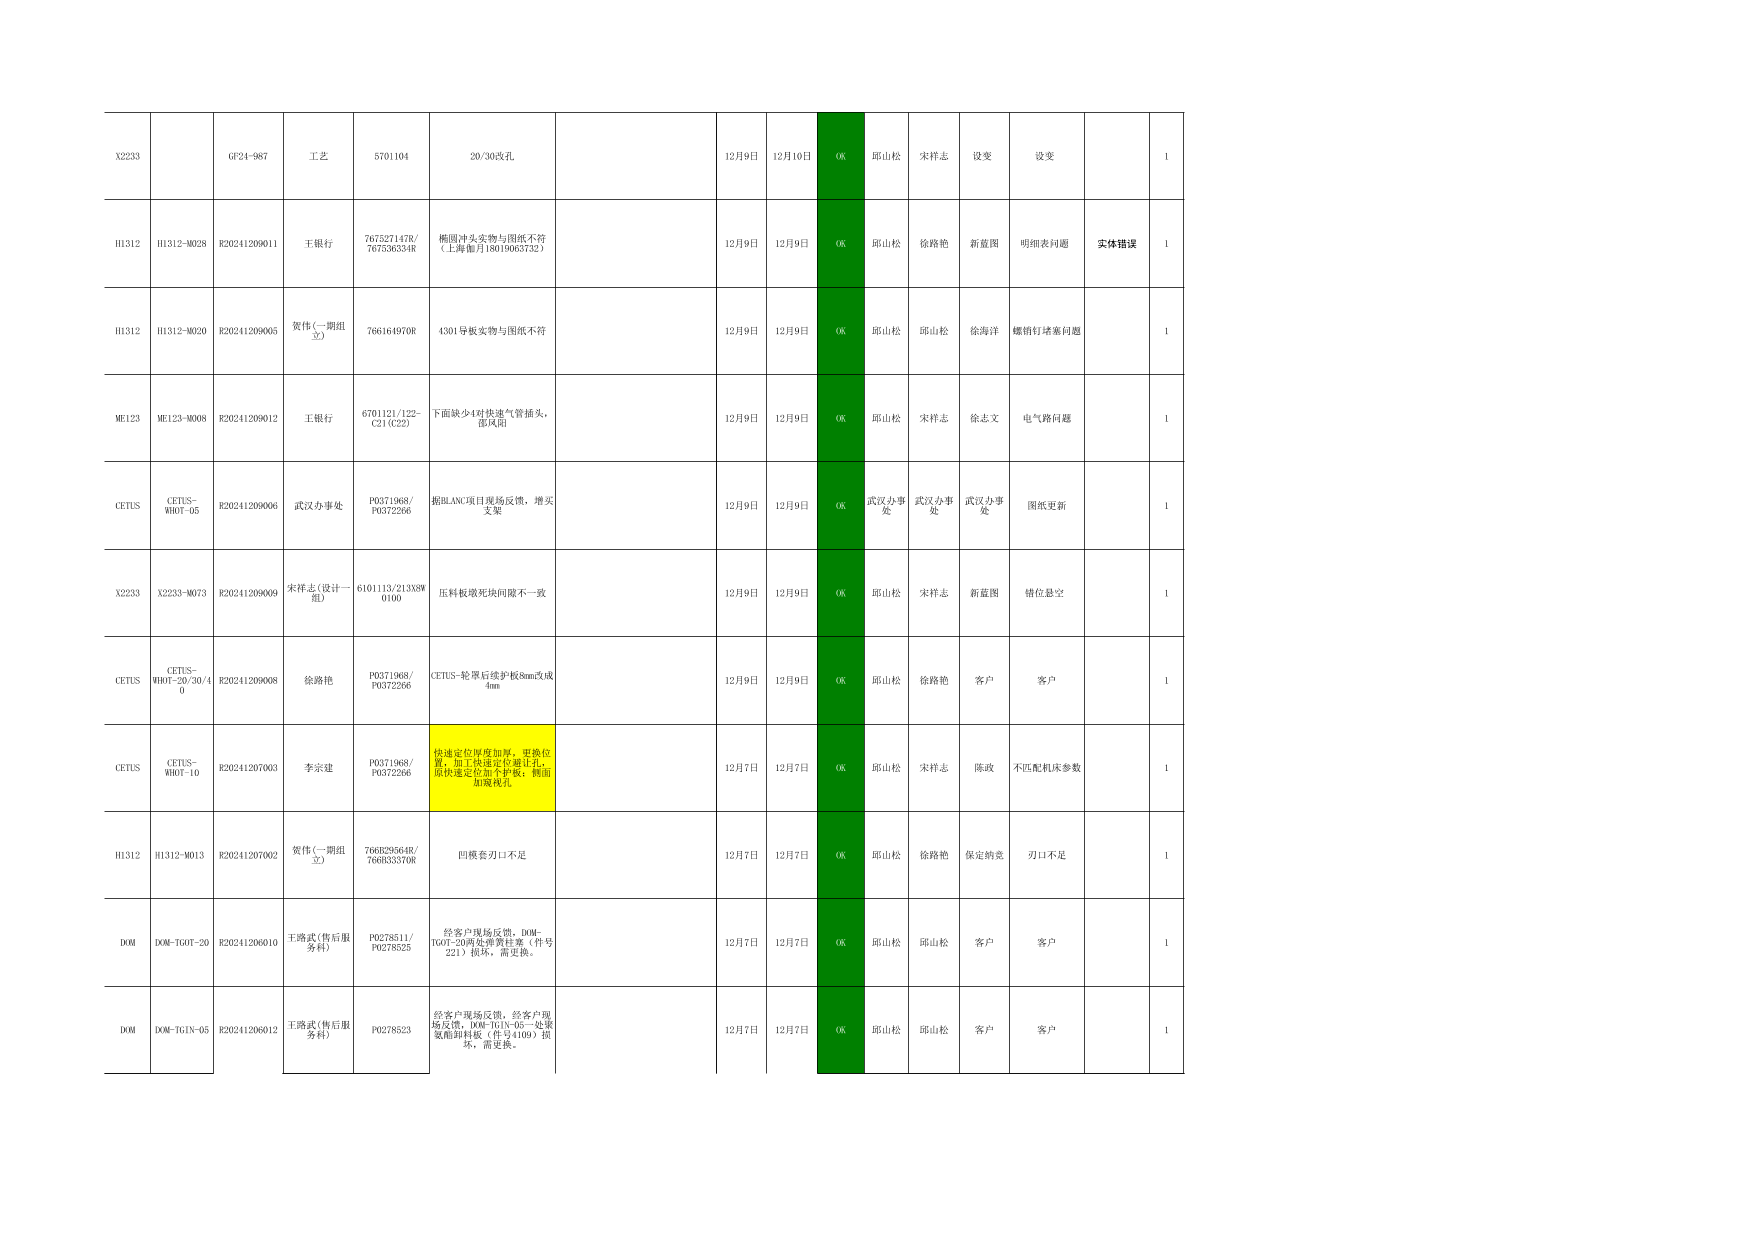 X2233 GF24-987 工艺 5701104 20/30改孔 12月9日 12月10日 OK 邱山松 宋祥志 设变 设变 1
H1312 H1312-M028 R20241209011 王银行 767527147R/ 椭圆冲头实物与图纸不符 12月9日 12月9日 OK 邱山松 徐路艳 新蓝图 明细表问题 实体错误 1
767536334R (上海伽月18019063732)
H1312 H1312-M020 R20241209005 贺伟(一期组 766164970R 4301导板实物与图纸不符 12月9日 12月9日 OK 邱山松 邱山松 徐海洋 螺销钉堵塞问题 1
立)
ME123 ME123-M008 R20241209012 王银行 6701121/122- 下面缺少4对快速气管插头, 12月9日 12月9日 OK 邱山松 宋祥志 徐志文 电气路问题 1
C21(C22) 邵凤阳
CETUS CETUS- R20241209006 武汉办事处 P0371968/ 据BLANC项目现场反馈，增买 12月9日 12月9日 OK 武汉办事 武汉办事 武汉办事 图纸更新 1
WHOT-05 P0372266 支架 处 处 处
X2233 X2233-M073 R20241209009 宋祥志(设计一 6101113/213X8W 压料板墩死块间隙不一致 12月9日 12月9日 OK 邱山松 宋祥志 新蓝图 错位悬空 1
组) 0100
CETUS CETUS- R20241209008 徐路艳 P0371968/ CETUS-轮罩后续护板8mm改成 12月9日 12月9日 OK 邱山松 徐路艳 客户 客户 1
WHOT-20/30/4 P0372266 4mm
0
CETUS CETUS- R20241207003 李宗建 P0371968/ 快速定位厚度加厚，更换位 12月7日 12月7日 OK 邱山松 宋祥志 陈政 不匹配机床参数 1
WHOT-10 P0372266 置，加工快速定位避让孔，
原快速定位加个护板；侧面
加窥视孔
H1312 H1312-M013 R20241207002 贺伟(一期组 766B29564R/ 凹模套刃口不足 12月7日 12月7日 OK 邱山松 徐路艳 保定纳竞 刃口不足 1
立) 766B33370R
DOM DOM-TGOT-20 R20241206010 王路武(售后服 P0278511/ 经客户现场反馈，DOM- 12月7日 12月7日 OK 邱山松 邱山松 客户 客户 1
务科) P0278525 TGOT-20两处弹簧柱塞（件号
221）损坏，需更换。
DOM DOM-TGIN-05 R20241206012 王路武(售后服 P0278523 经客户现场反馈，经客户现 12月7日 12月7日 OK 邱山松 邱山松 客户 客户 1
务科) 场反馈，DOM-TGIN-05一处聚
氨酯卸料板（件号4109）损
坏，需更换。